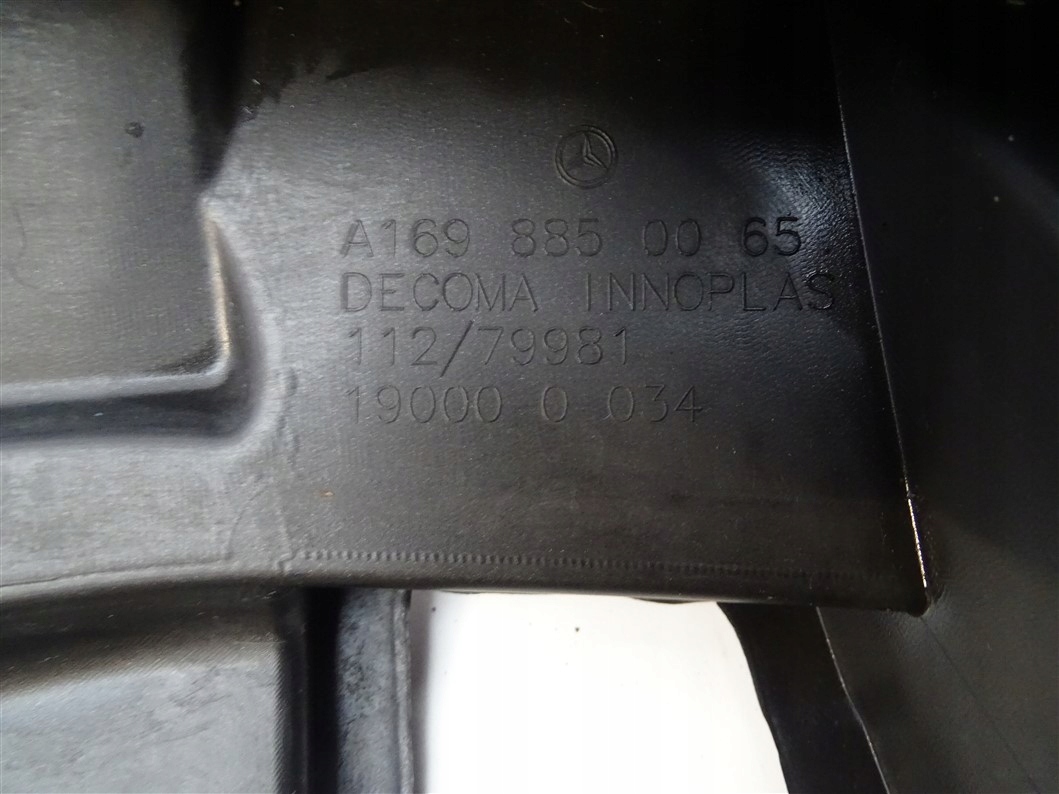 A169 885 00 65
DECOMA INNOPLAS
112/79981
19000 0 034